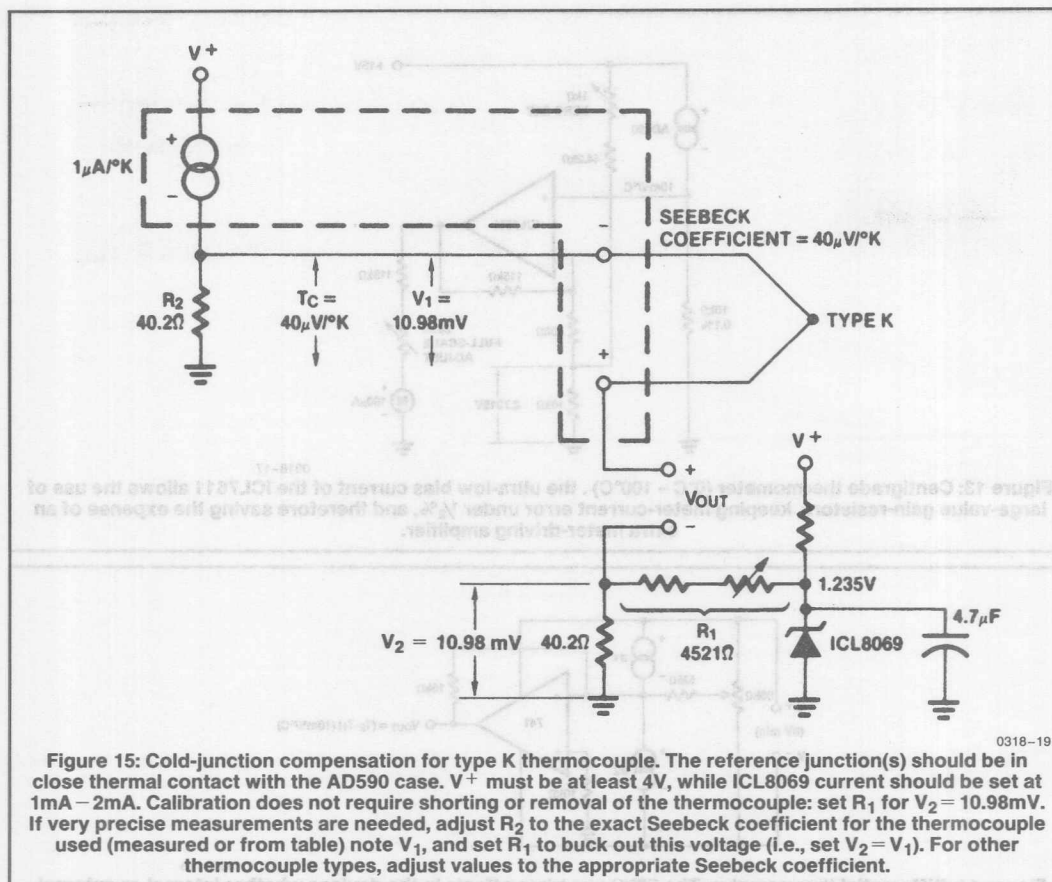 V+
+
1μA/°K
−
SEEBECK
COEFFICIENT = 40μV/°K
−
R2
40.2Ω
TC =
40μV/°K
V1 =
10.98mV
TYPE K
+
V+
+
VOUT
−
1.235V
4.7μF
V2 = 10.98 mV
40.2Ω
R1
4521Ω
ICL8069
0318–19
Figure 15: Cold-junction compensation for type K thermocouple. The reference junction(s) should be in
close thermal contact with the AD590 case. V+ must be at least 4V, while ICL8069 current should be set at
1mA – 2mA. Calibration does not require shorting or removal of the thermocouple: set R1 for V2 = 10.98mV.
If very precise measurements are needed, adjust R2 to the exact Seebeck coefficient for the thermocouple
used (measured or from table) note V1, and set R1 to buck out this voltage (i.e., set V2 = V1). For other
thermocouple types, adjust values to the appropriate Seebeck coefficient.